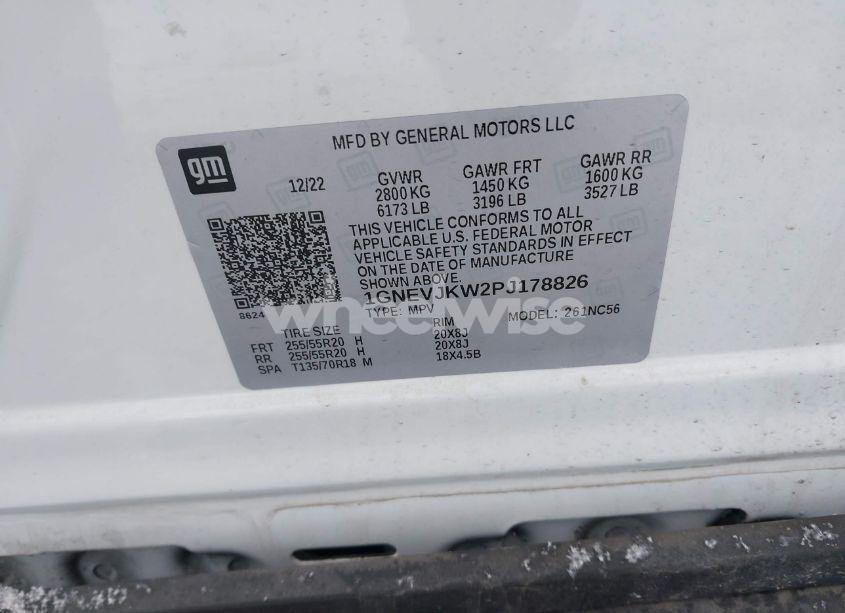 MFD BY GENERAL MOTORS LLC
gm
12/22
GVWR GAWR FRT GAWR RR
2800 KG 1450 KG 1600 KG
6173 LB 3196 LB 3527 LB
THIS VEHICLE CONFORMS TO ALL
APPLICABLE U.S. FEDERAL MOTOR
VEHICLE SAFETY STANDARDS IN EFFECT
ON THE DATE OF MANUFACTURE
SHOWN ABOVE.
1GNEVJKW2PJ178826
8624
TYPE: MPV MODEL: 261NC56
wheelwise
TIRE SIZE RIM
FRT 255/55R20 H 20X8J
RR 255/55R20 H 20X8J
SPA T135/70R18 M 18X4.5B